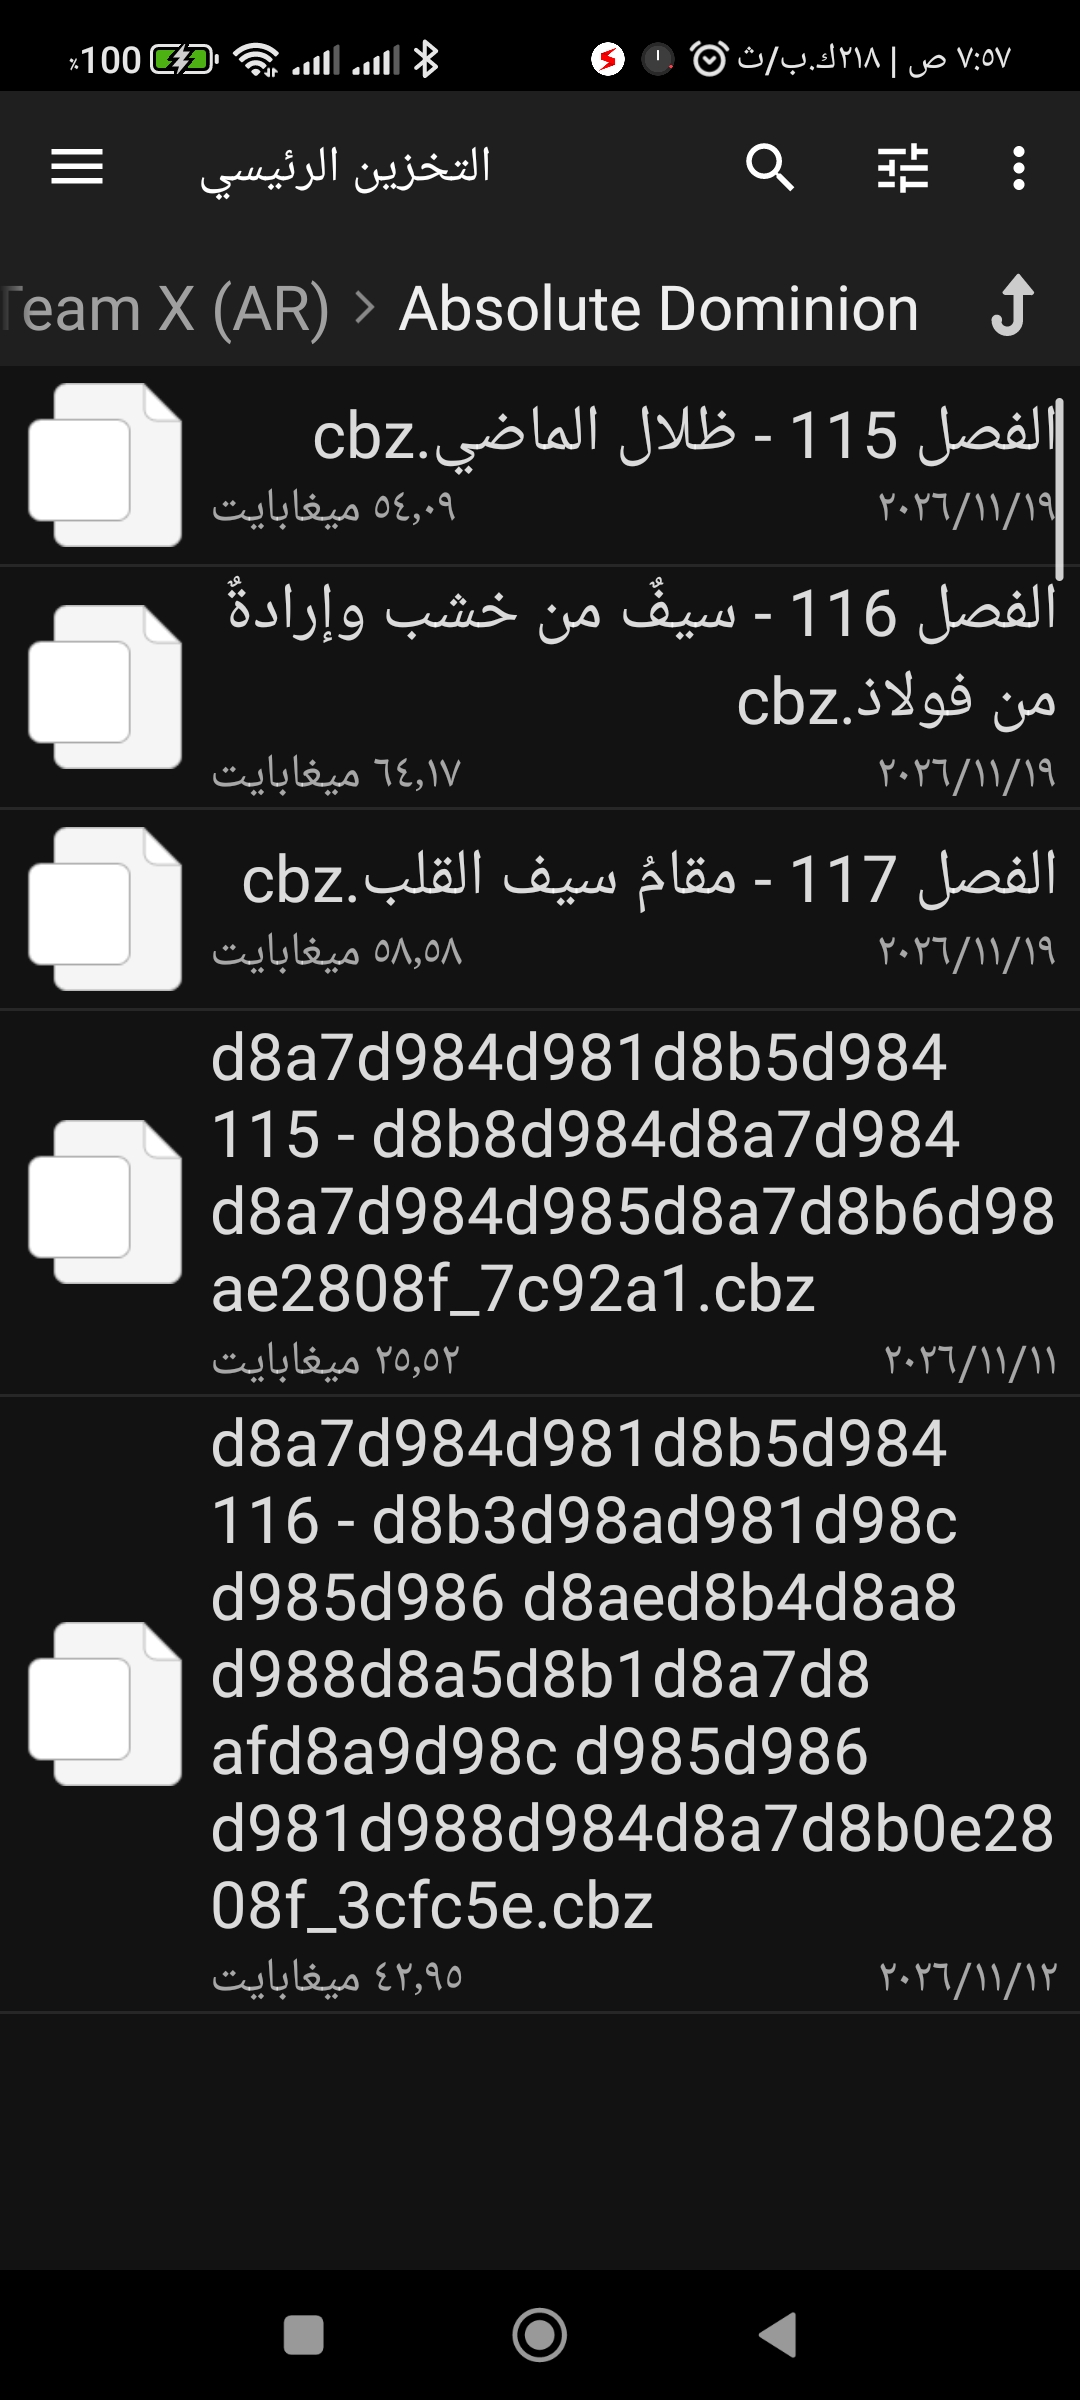 ٧:٥٧ ص | ٢١٨ك.ب/ث
100٪
التخزين الرئيسي
Team X (AR) > Absolute Dominion
الفصل 115 - ظلال الماضي.cbz
٢٠٢٦/١١/١٩ ٥٤,٠٩ ميغابايت
الفصل 116 - سيفٌ من خشب وإرادةٌ
من فولاذ.cbz
٢٠٢٦/١١/١٩ ٦٤,١٧ ميغابايت
الفصل 117 - مقامُ سيف القلب.cbz
٢٠٢٦/١١/١٩ ٥٨,٥٨ ميغابايت
d8a7d984d981d8b5d984
115 - d8b8d984d8a7d984
d8a7d984d985d8a7d8b6d98
ae2808f_7c92a1.cbz
٢٠٢٦/١١/١١ ٢٥,٥٢ ميغابايت
d8a7d984d981d8b5d984
116 - d8b3d98ad981d98c
d985d986 d8aed8b4d8a8
d988d8a5d8b1d8a7d8
afd8a9d98c d985d986
d981d988d984d8a7d8b0e28
08f_3cfc5e.cbz
٢٠٢٦/١١/١٢ ٤٢,٩٥ ميغابايت